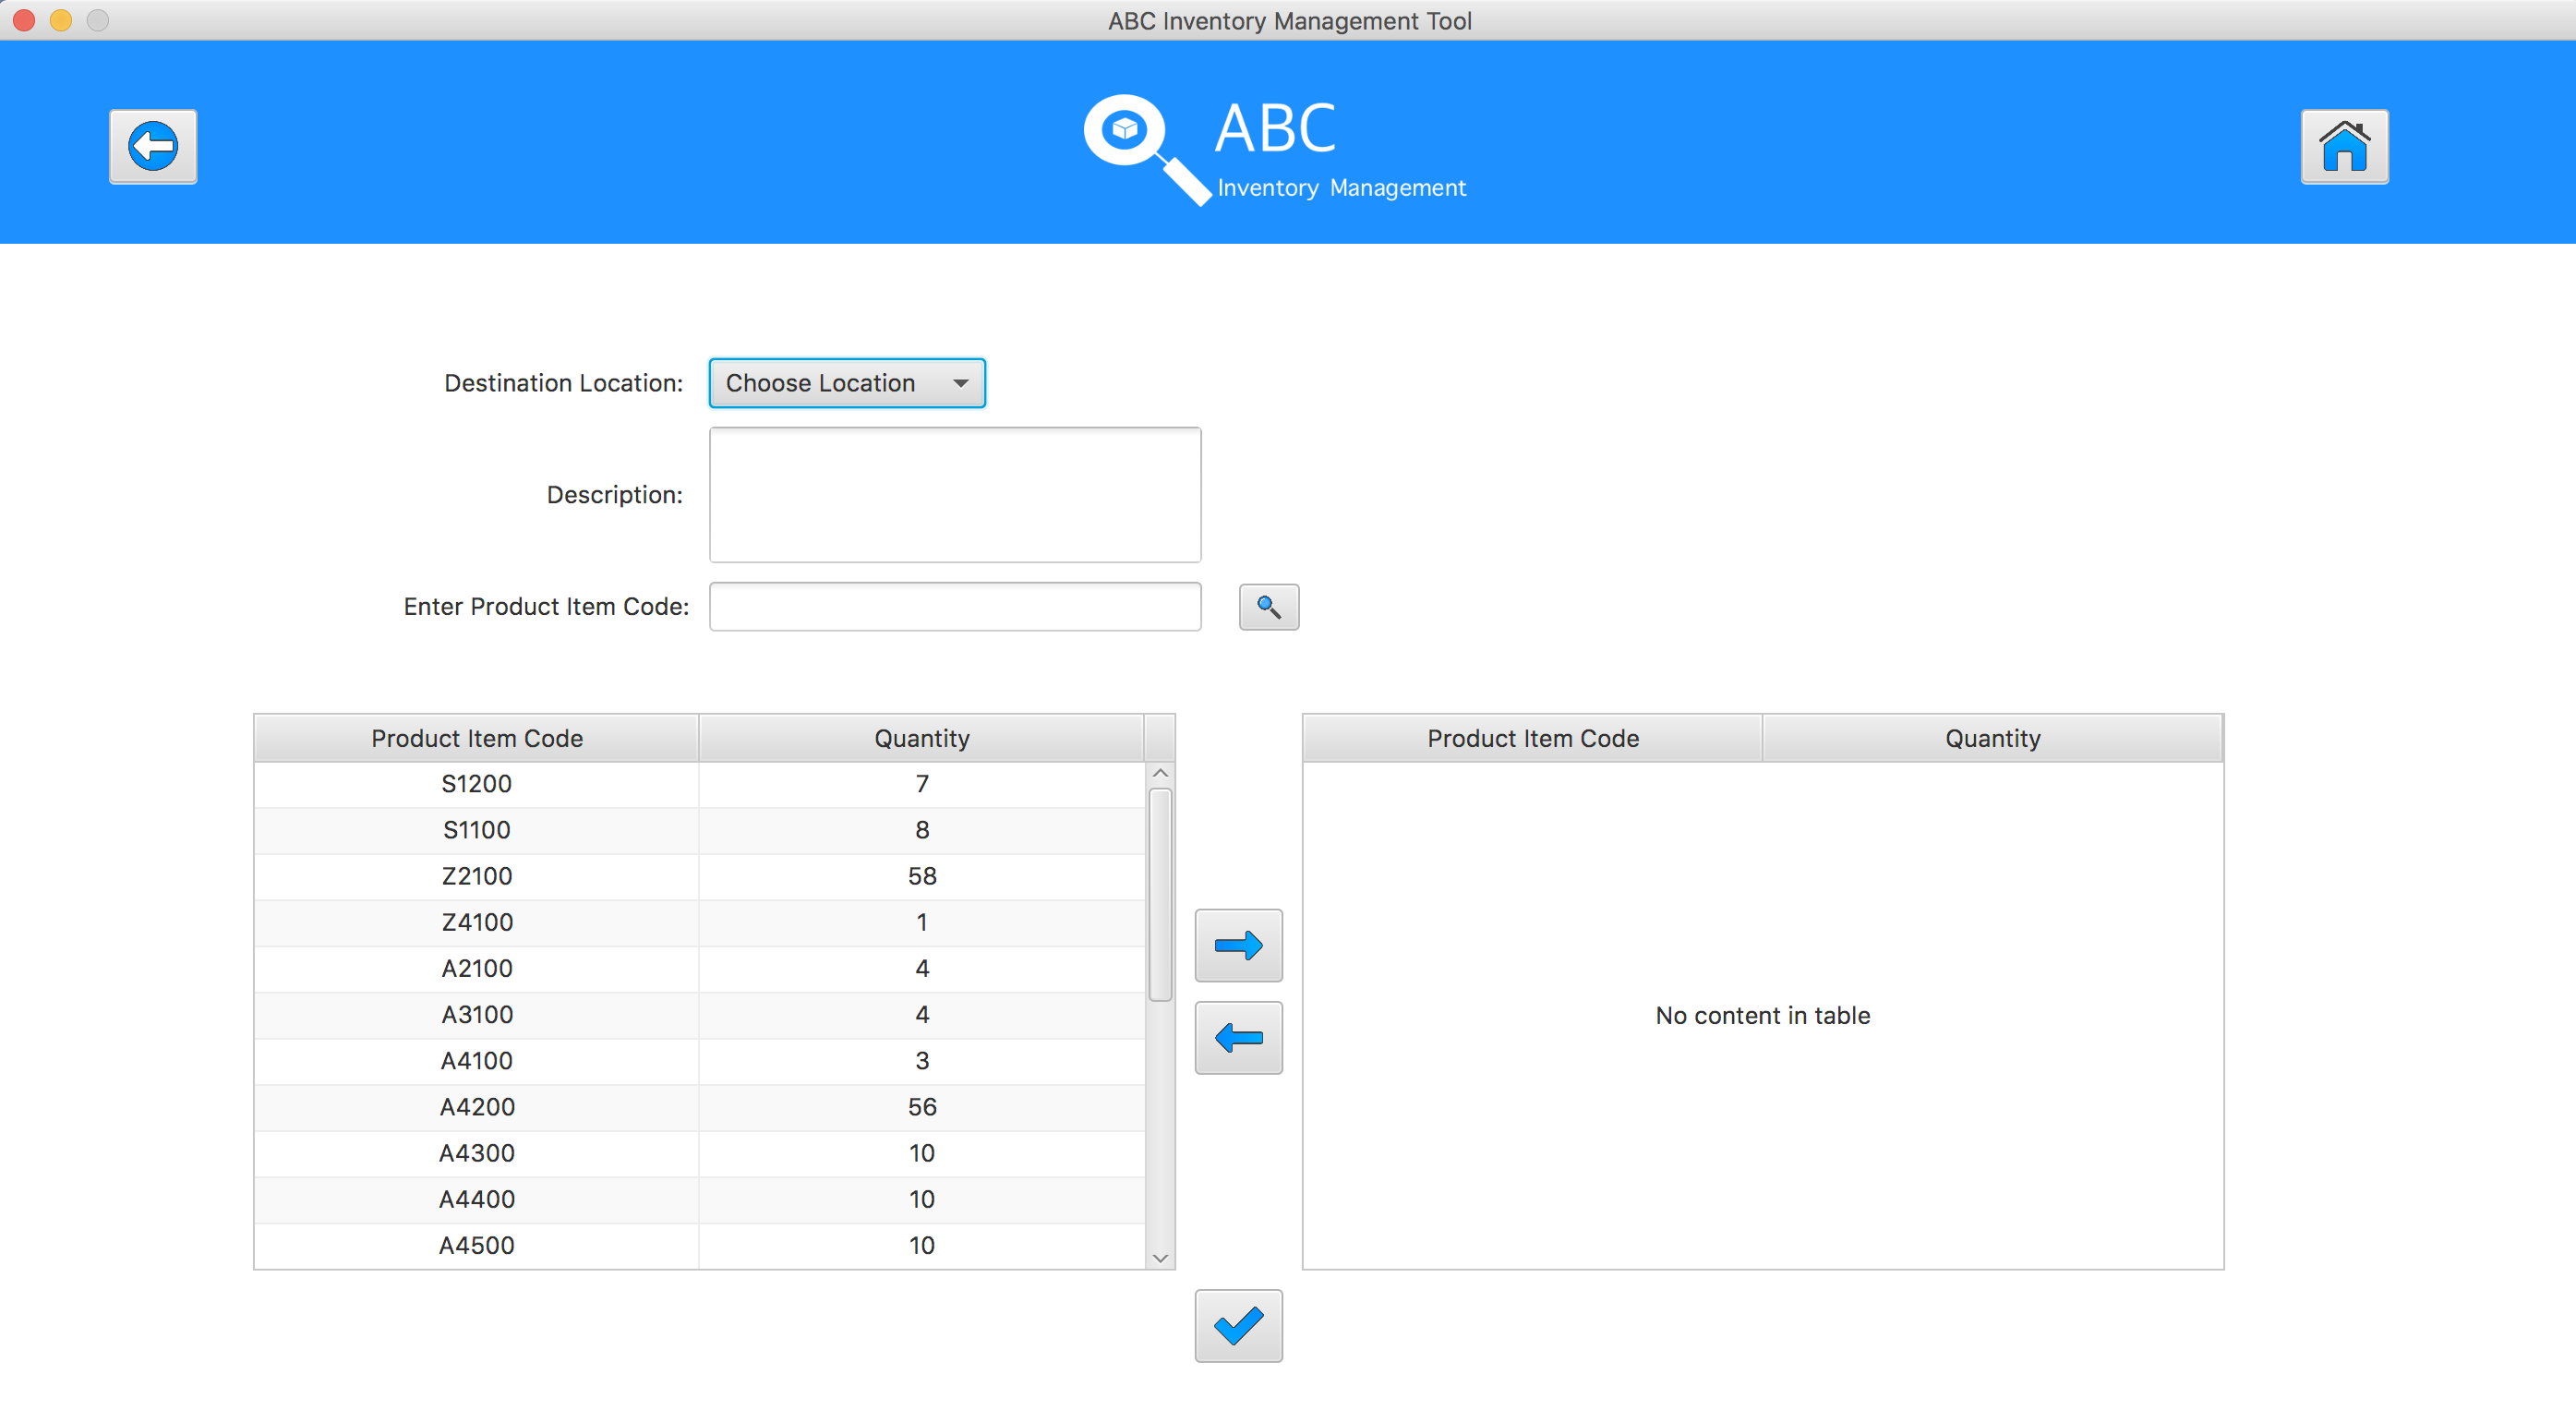 ABC Inventory Management Tool
ABC
Inventory Management
Destination Location: Choose Location
Description:
Enter Product Item Code:
Product Item Code Quantity
S1200 7
S1100 8
Z2100 58
Z4100 1
A2100 4
A3100 4
A4100 3
A4200 56
A4300 10
A4400 10
A4500 10
Product Item Code Quantity
No content in table